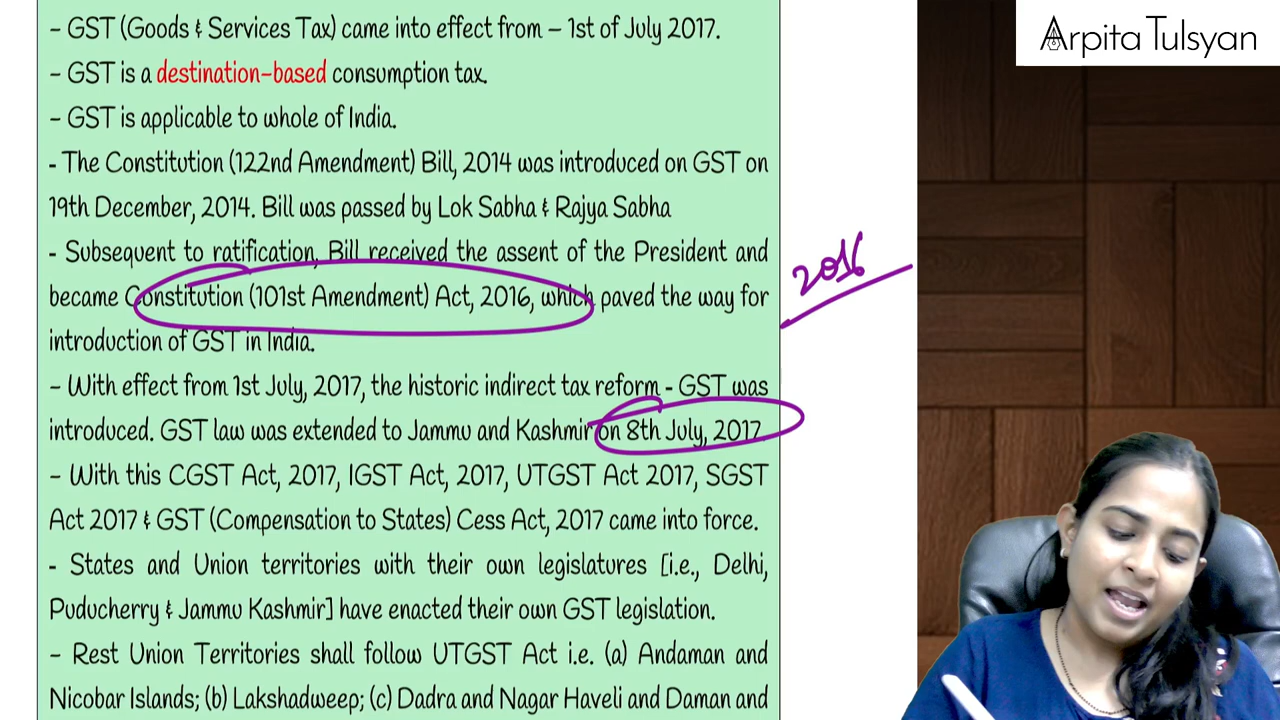 - GST (Goods & Services Tax) came into effect from – 1st of July 2017.
- GST is a destination-based consumption tax.
- GST is applicable to whole of India.
- The Constitution (122nd Amendment) Bill, 2014 was introduced on GST on
19th December, 2014. Bill was passed by Lok Sabha & Rajya Sabha
- Subsequent to ratification, Bill received the assent of the President and
became Constitution (101st Amendment) Act, 2016, which paved the way for
introduction of GST in India.
- With effect from 1st July, 2017, the historic indirect tax reform - GST was
introduced. GST law was extended to Jammu and Kashmir on 8th July, 2017.
- With this CGST Act, 2017, IGST Act, 2017, UTGST Act 2017, SGST
Act 2017 & GST (Compensation to States) Cess Act, 2017 came into force.
- States and Union territories with their own legislatures [i.e., Delhi,
Puducherry & Jammu Kashmir] have enacted their own GST legislation.
- Rest Union Territories shall follow UTGST Act i.e. (a) Andaman and
Nicobar Islands; (b) Lakshadweep; (c) Dadra and Nagar Haveli and Daman and
2016
Arpita Tulsyan